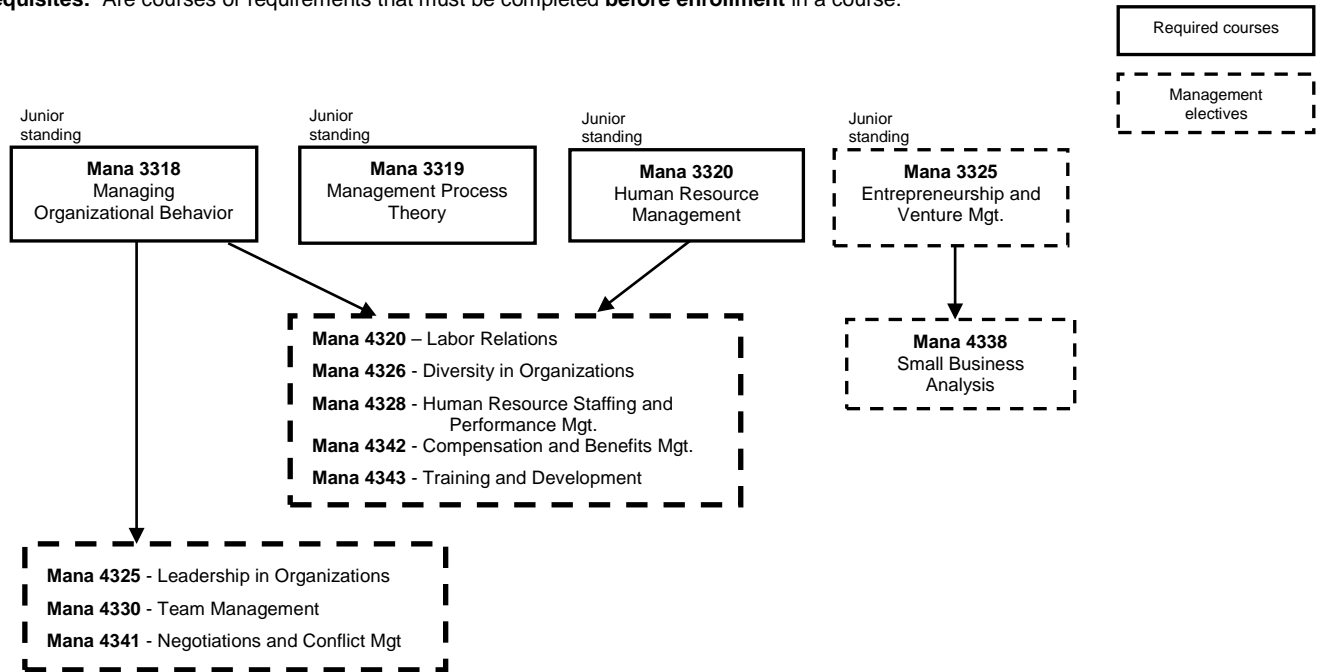 equisites: Are courses or requirements that must be completed before enrollment in a course.
Required courses
Management
electives
Junior
standing
Mana 3318
Managing
Organizational Behavior
Junior
standing
Mana 3319
Management Process
Theory
Junior
standing
Mana 3320
Human Resource
Management
Junior
standing
Mana 3325
Entrepreneurship and
Venture Mgt.
Mana 4320 – Labor Relations
Mana 4326 - Diversity in Organizations
Mana 4328 - Human Resource Staffing and
Performance Mgt.
Mana 4342 - Compensation and Benefits Mgt.
Mana 4343 - Training and Development
Mana 4338
Small Business
Analysis
Mana 4325 - Leadership in Organizations
Mana 4330 - Team Management
Mana 4341 - Negotiations and Conflict Mgt